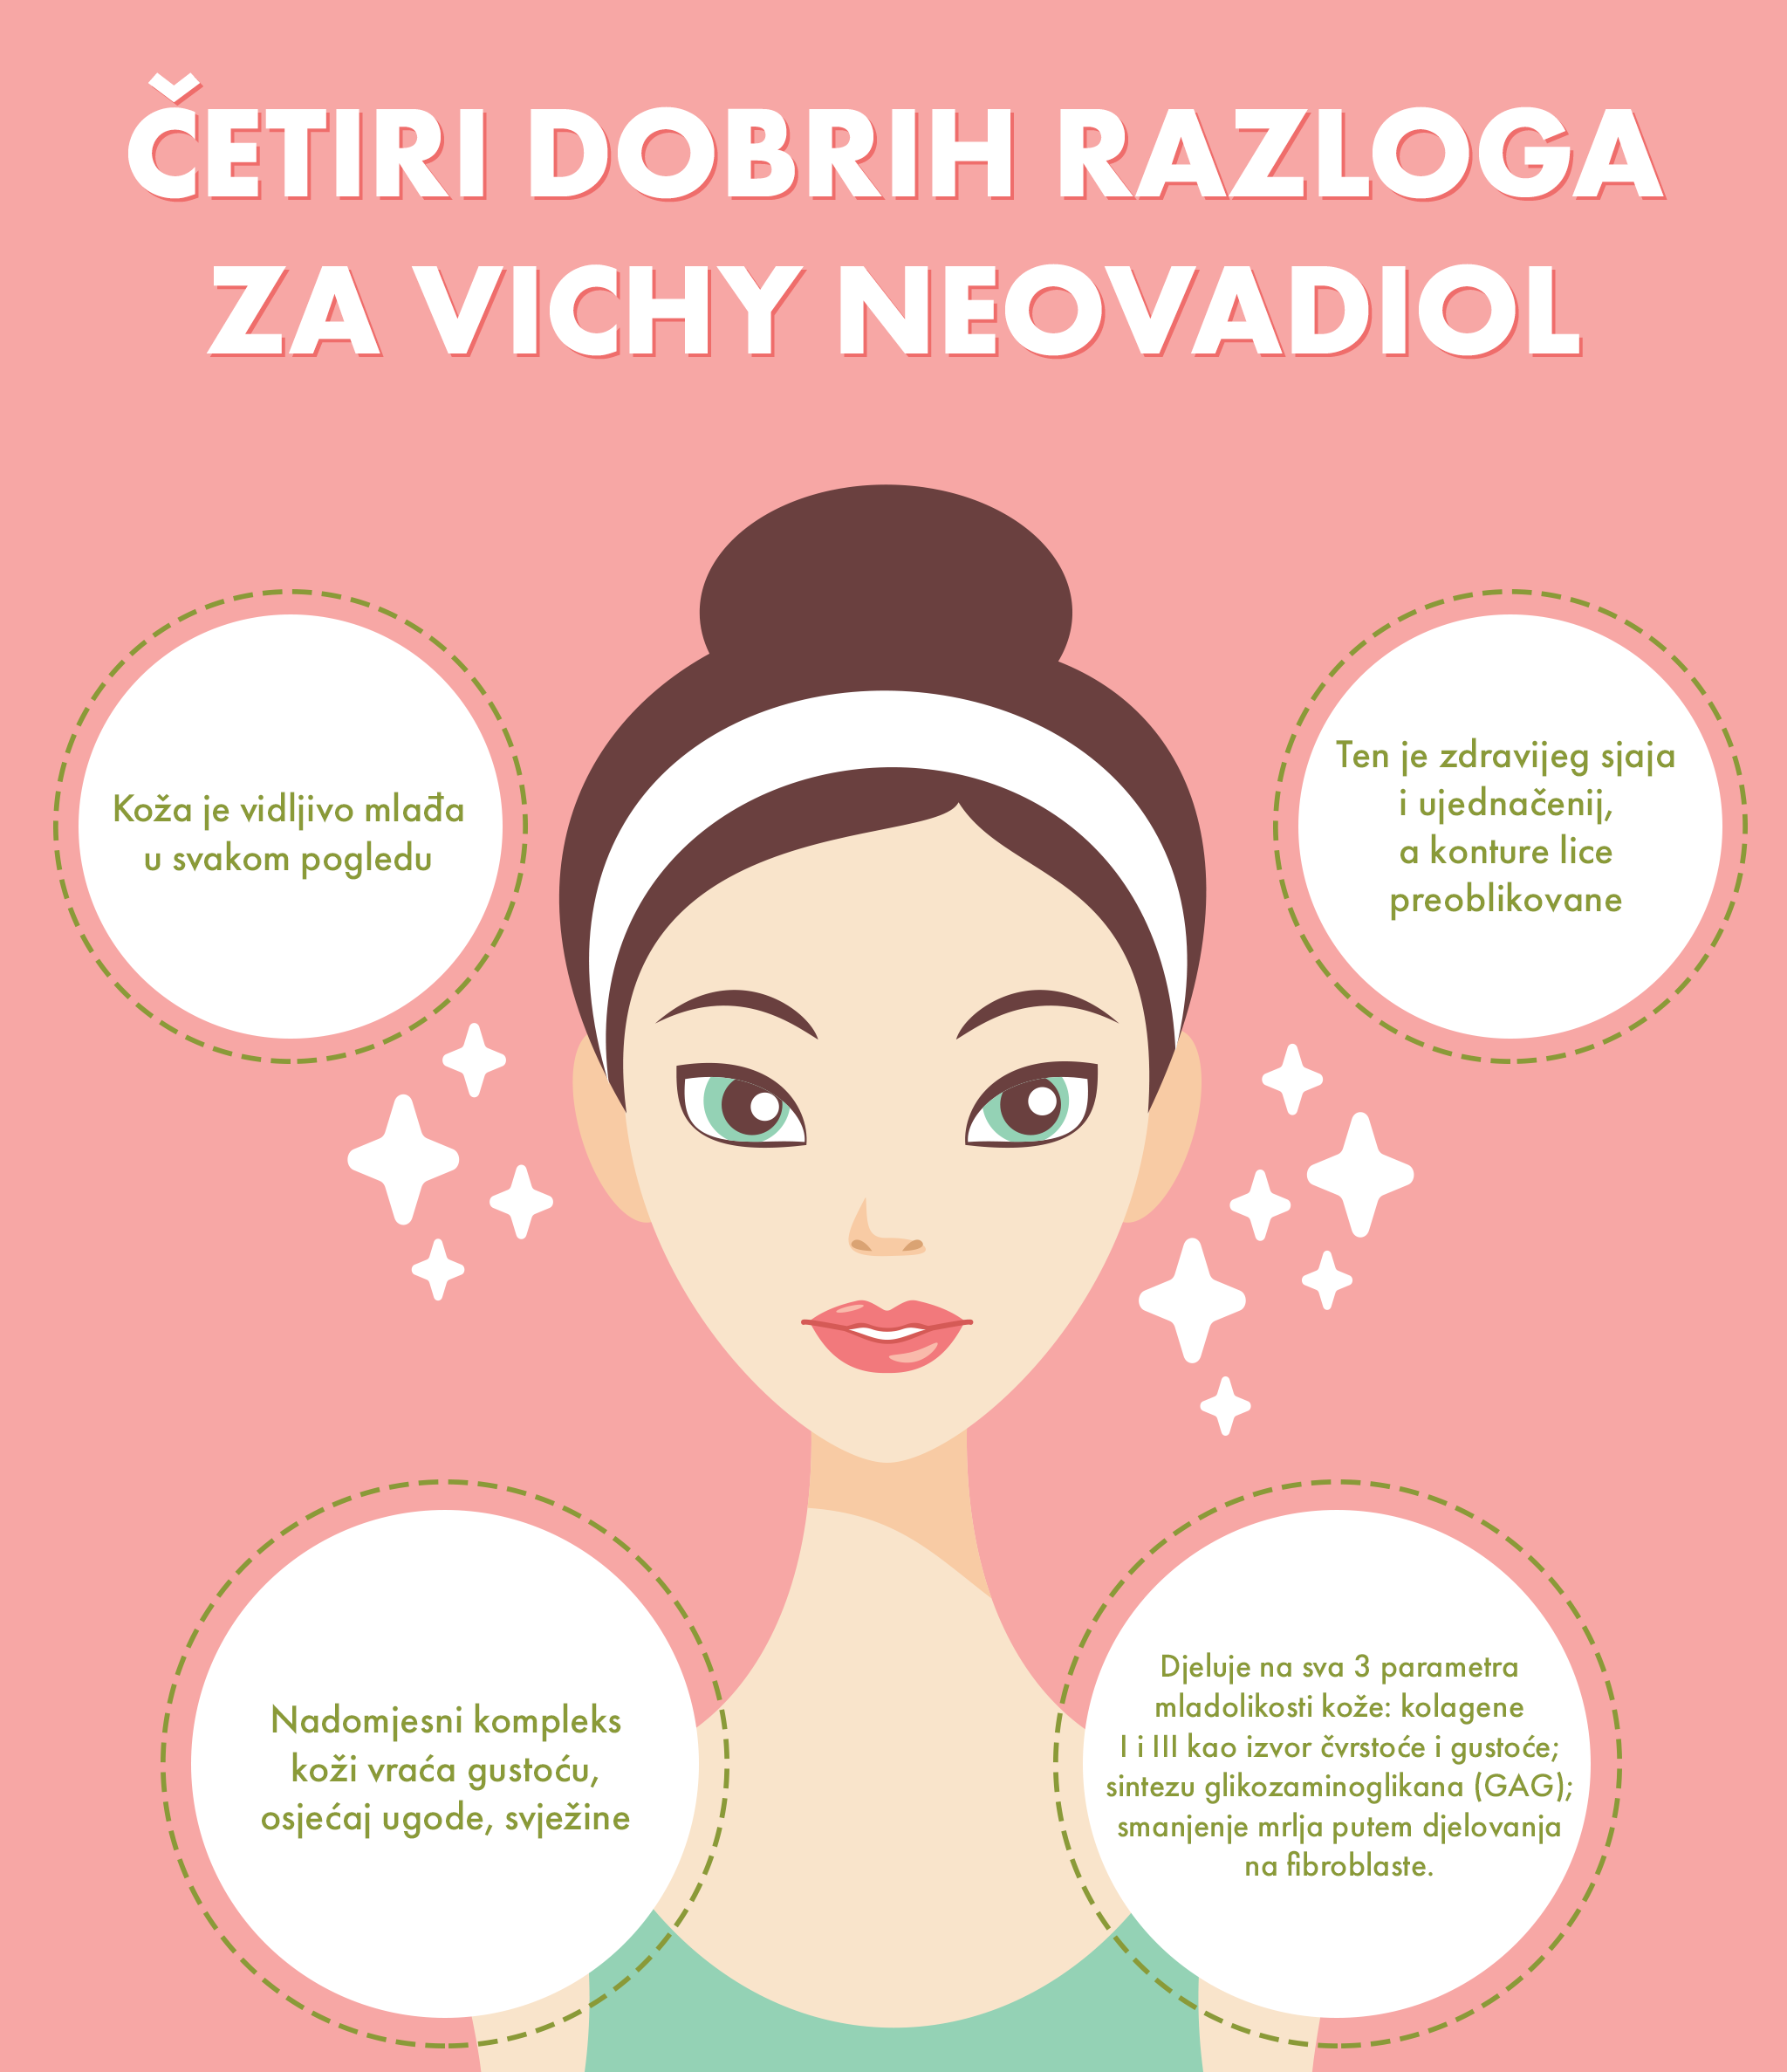 ČETIRI DOBRIH RAZLOGA
ZA VICHY NEOVADIOL
Koža je vidljivo mlađa
u svakom pogledu
Ten je zdravijeg sjaja
i ujednačenij,
a konture lice
preoblikovane
Nadomjesni kompleks
koži vraća gustoću,
osjećaj ugode, svježine
Djeluje na sva 3 parametra
mladolikosti kože: kolagene
I i III kao izvor čvrstoće i gustoće;
sintezu glikozaminoglikana (GAG);
smanjenje mrlja putem djelovanja
na fibroblaste.